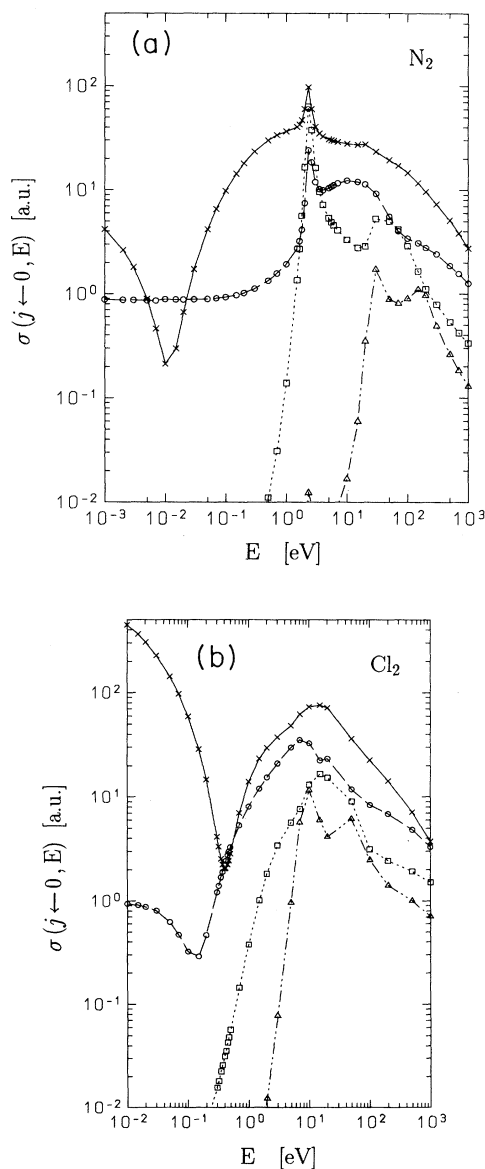 (a)
N₂
10²
10¹
10⁰
10⁻¹
10⁻²
σ(j←0,E) [a.u.]
10⁻³ 10⁻² 10⁻¹ 10⁰ 10¹ 10² 10³
E [eV]
(b)
Cl₂
10²
10¹
10⁰
10⁻¹
10⁻²
σ(j←0,E) [a.u.]
10⁻² 10⁻¹ 10⁰ 10¹ 10² 10³
E [eV]